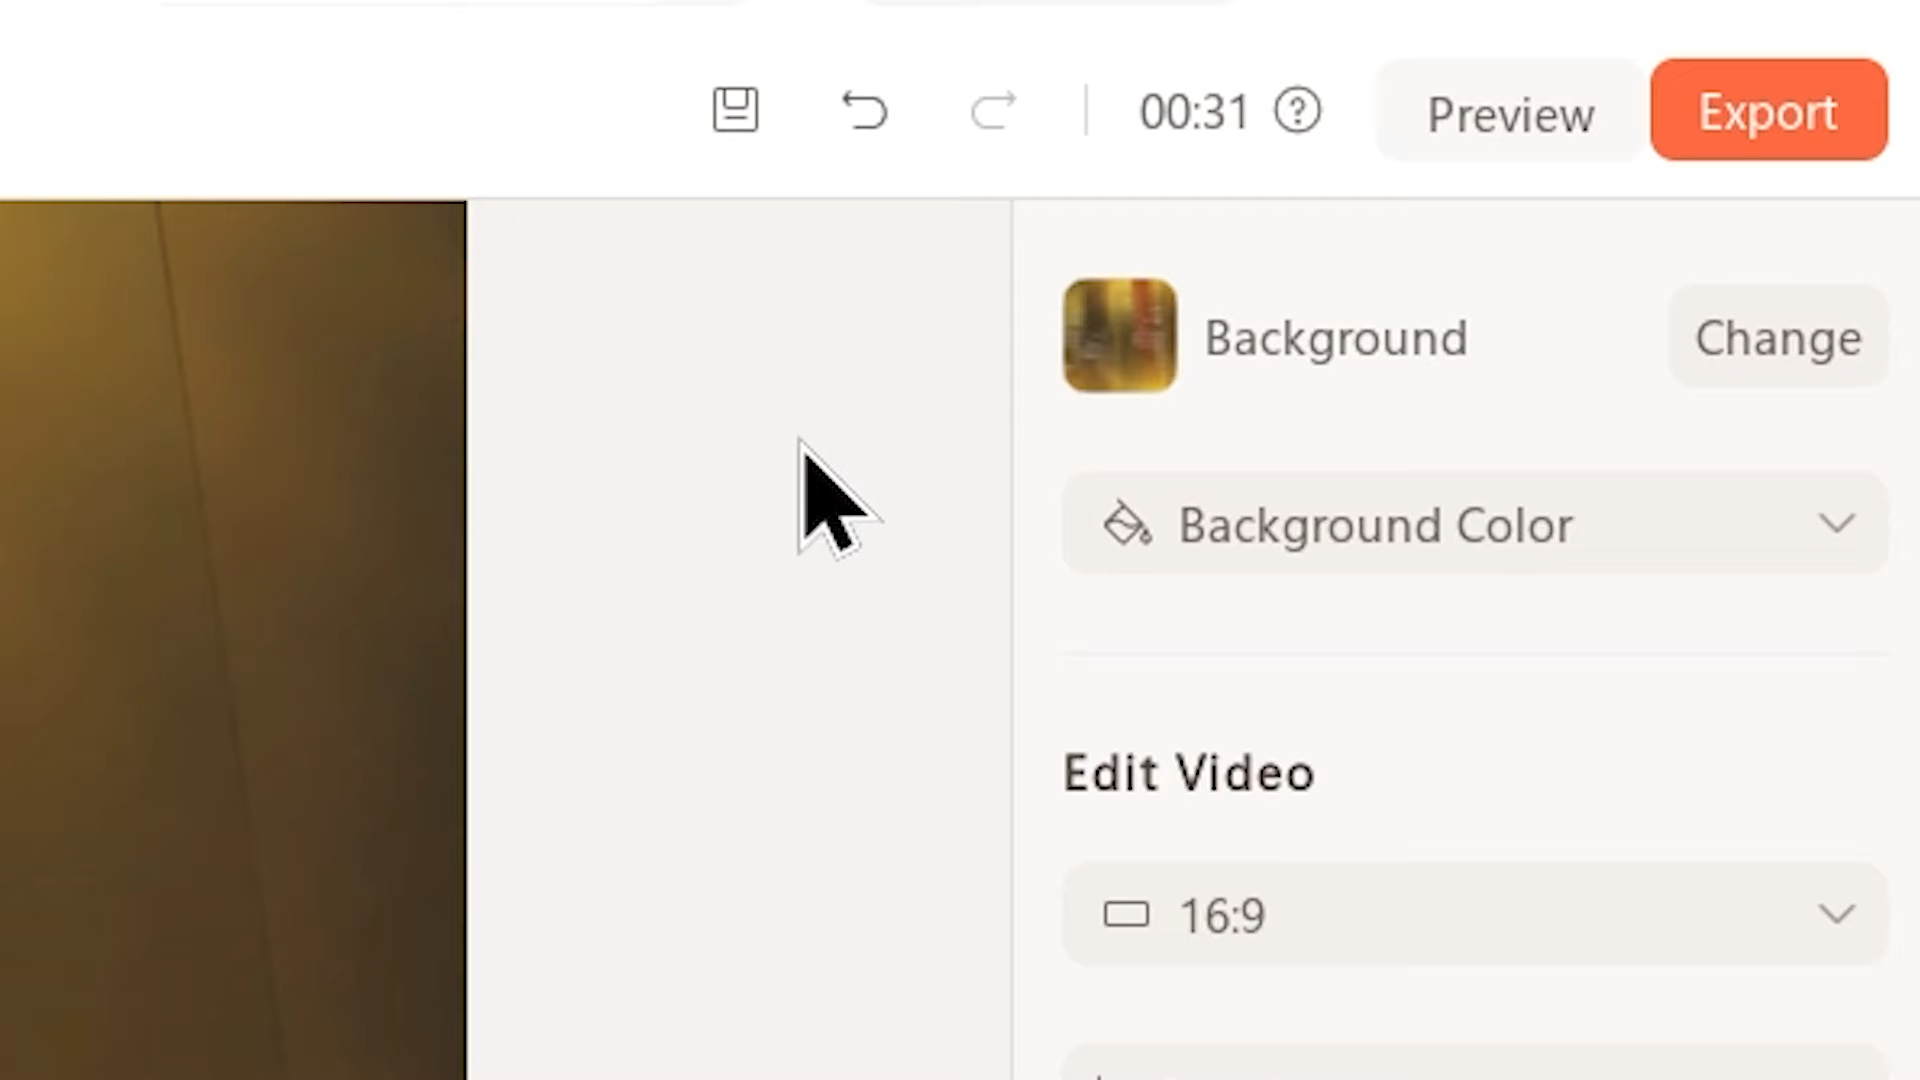 00:31 Preview Export
Background Change
Background Color
Edit Video
16:9